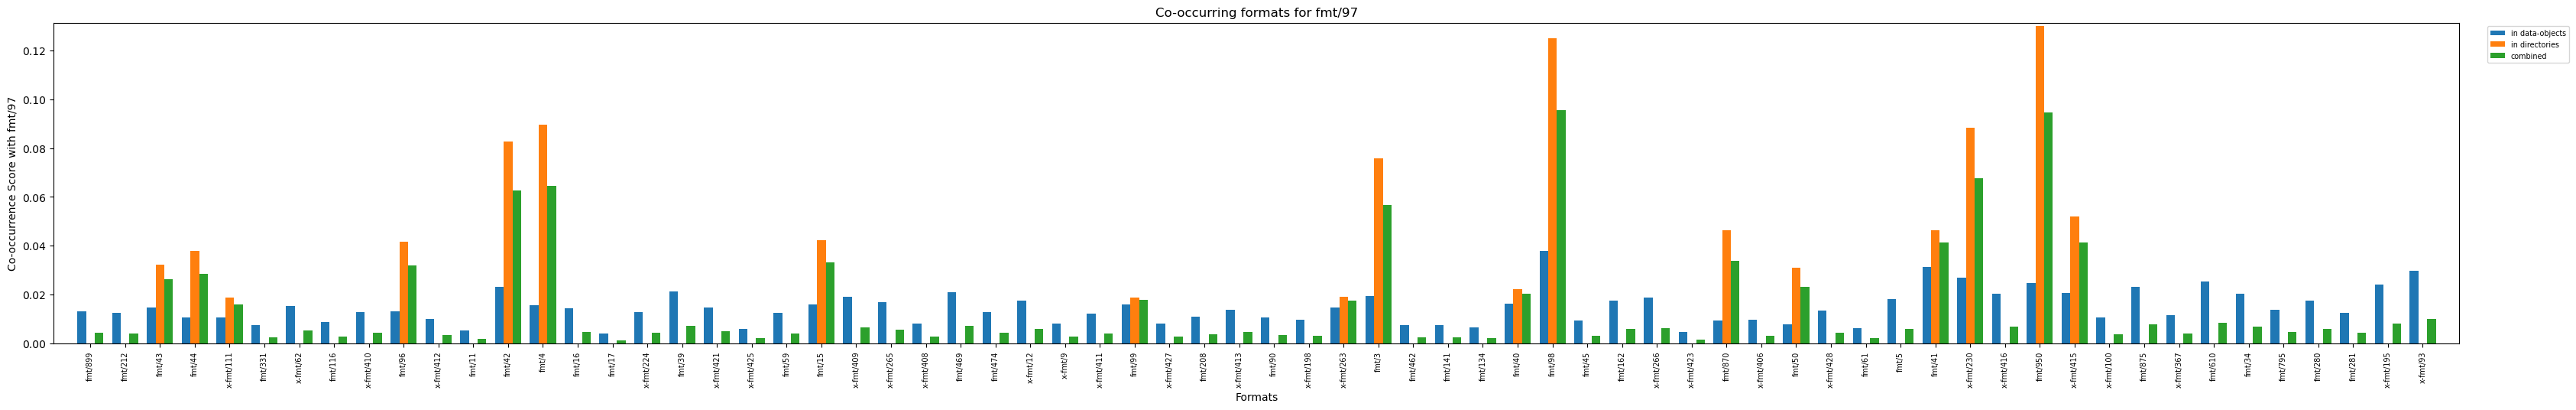 Co-occurring formats for fmt/97
in data-objects
in directories
combined
Co-occurrence Score with fmt/97
0.12
0.10
0.08
0.06
0.04
0.02
0.00
fmt/899
fmt/212
fmt/43
fmt/44
x-fmt/111
fmt/331
x-fmt/62
fmt/116
x-fmt/410
fmt/96
x-fmt/412
fmt/11
fmt/42
fmt/4
fmt/16
fmt/17
x-fmt/224
fmt/39
x-fmt/421
x-fmt/425
fmt/59
fmt/15
x-fmt/409
x-fmt/265
x-fmt/408
fmt/469
fmt/474
x-fmt/12
x-fmt/9
x-fmt/411
fmt/99
x-fmt/427
fmt/208
x-fmt/413
fmt/90
x-fmt/198
x-fmt/263
fmt/3
fmt/462
fmt/141
fmt/134
fmt/40
fmt/98
fmt/45
fmt/162
x-fmt/266
x-fmt/423
fmt/870
x-fmt/406
fmt/50
x-fmt/428
fmt/61
fmt/5
fmt/41
x-fmt/230
x-fmt/416
fmt/950
x-fmt/415
x-fmt/100
fmt/875
x-fmt/367
fmt/610
fmt/34
fmt/795
fmt/280
fmt/281
x-fmt/195
x-fmt/93
Formats